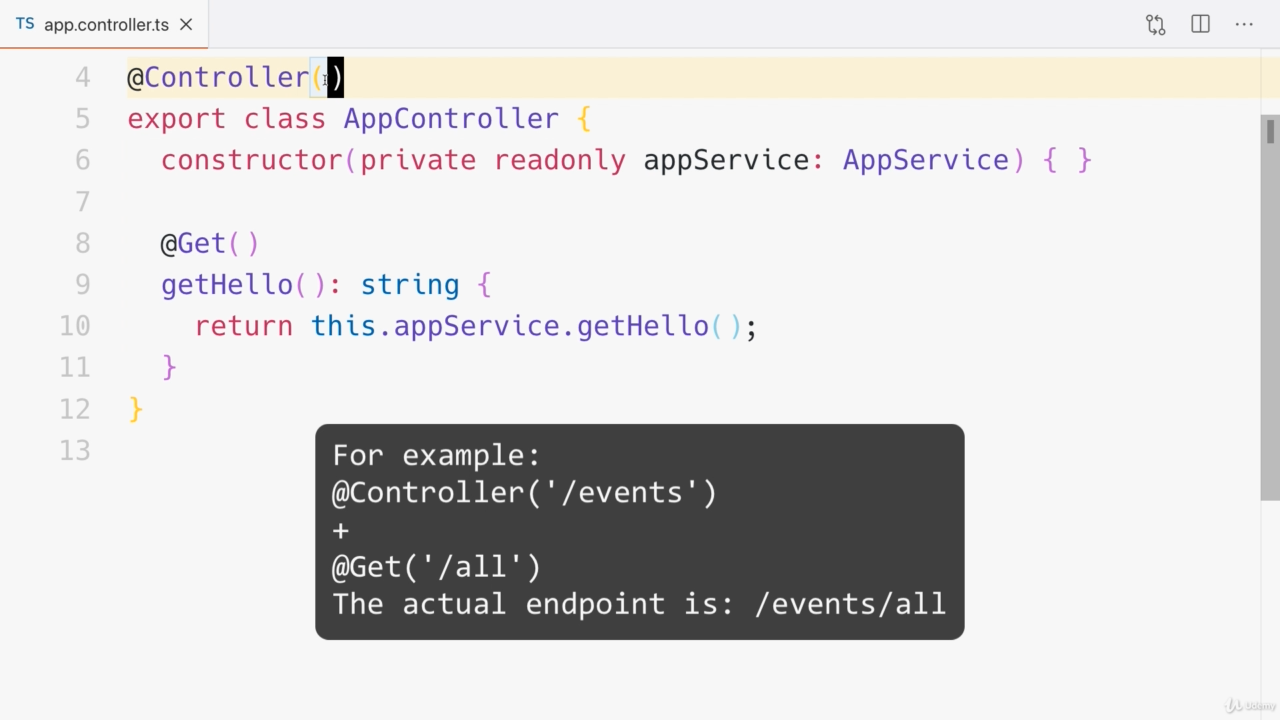 TS app.controller.ts
4 @Controller()
5 export class AppController {
6 constructor(private readonly appService: AppService) { }
7
8 @Get()
9 getHello(): string {
10 return this.appService.getHello();
11 }
12 }
13
For example:
@Controller('/events')
+
@Get('/all')
The actual endpoint is: /events/all
Udemy